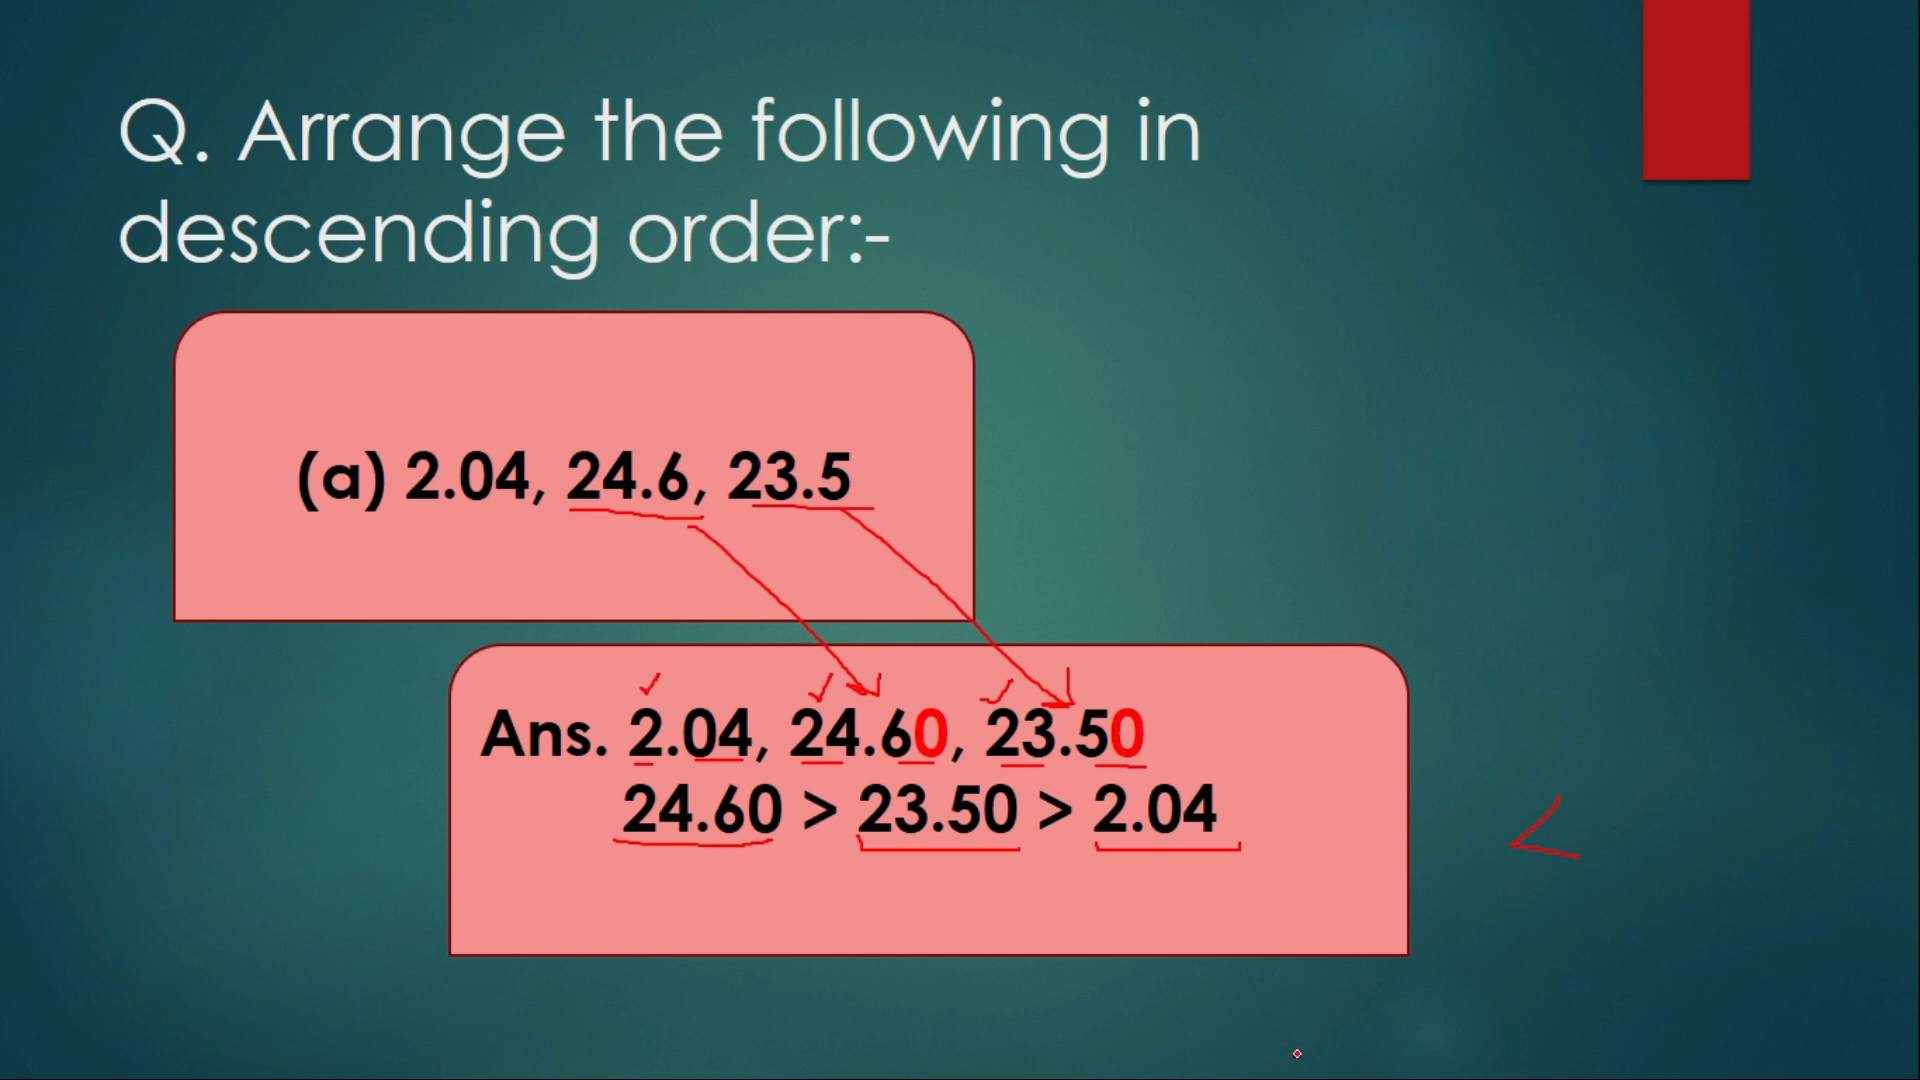 Q. Arrange the following in
descending order:-
(a) 2.04, 24.6, 23.5
Ans. 2.04, 24.60, 23.50
24.60 > 23.50 > 2.04
<